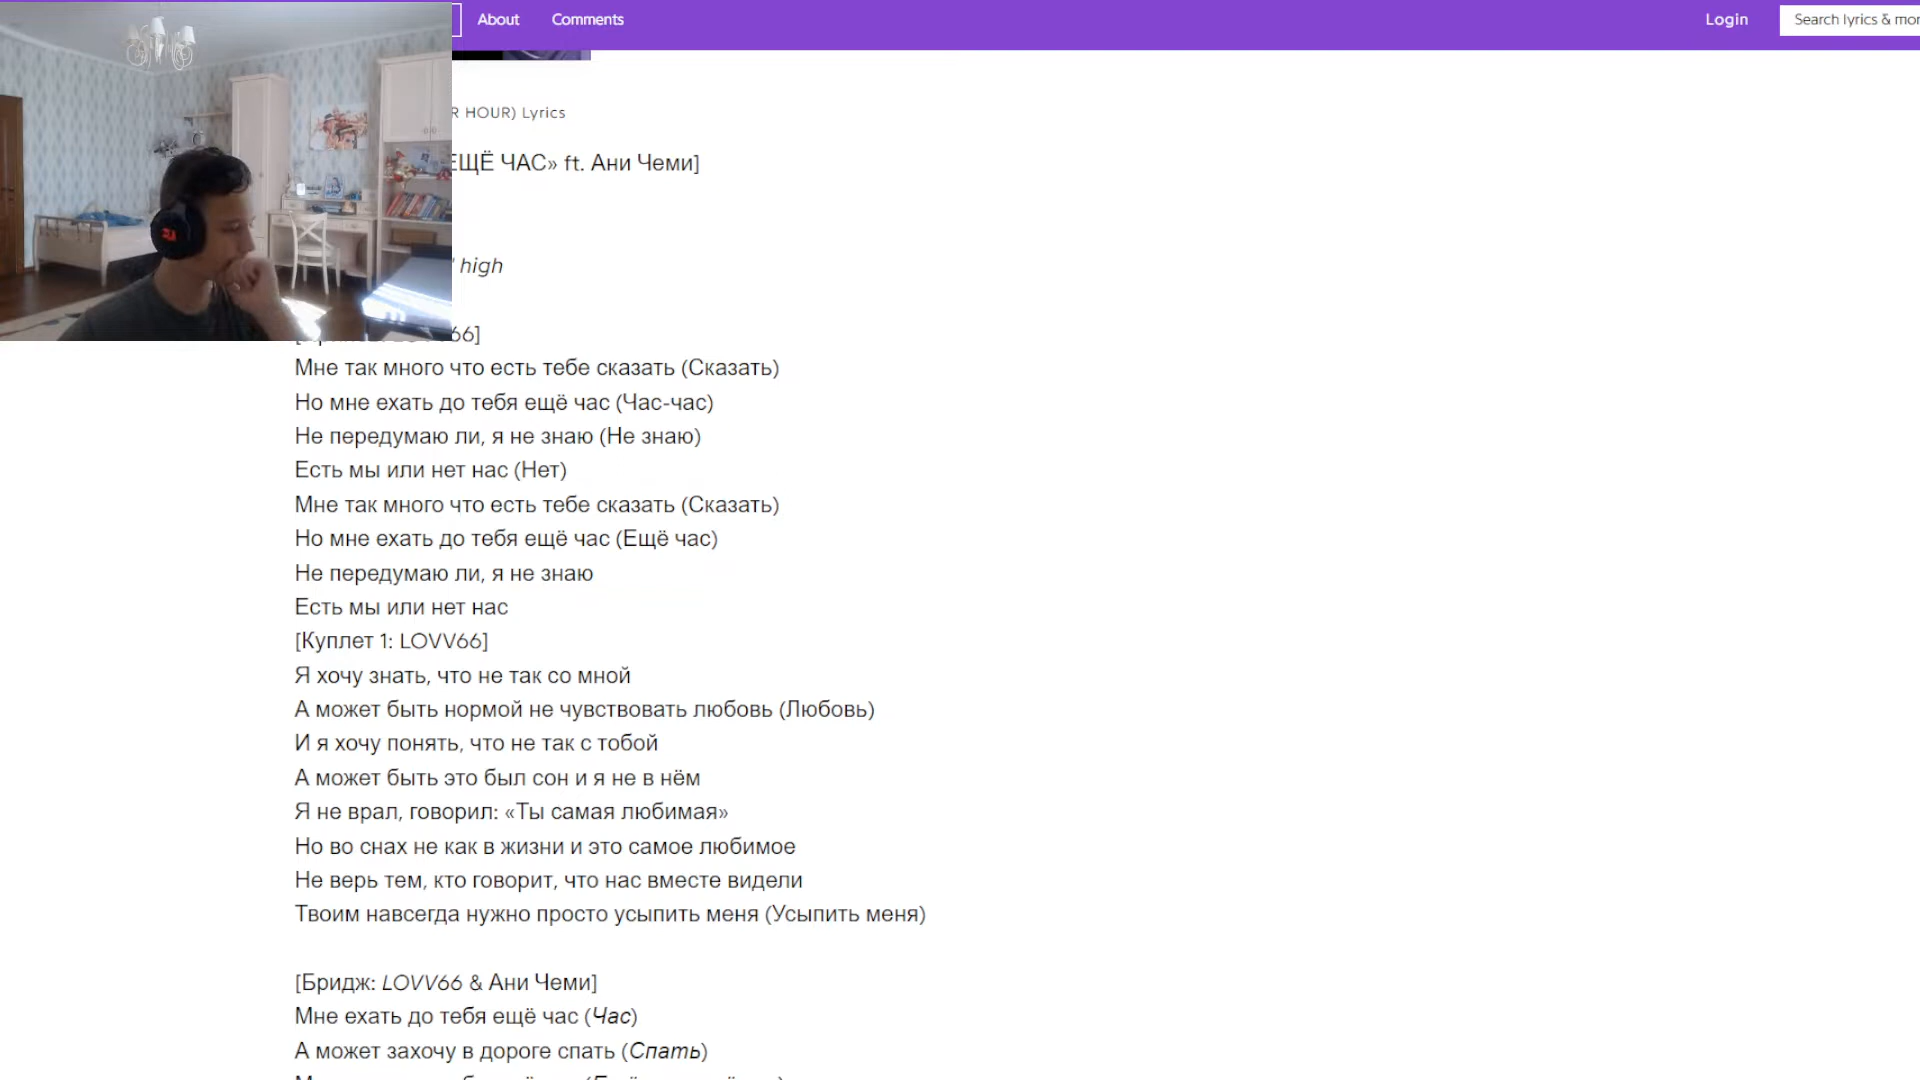 About Comments Login Search lyrics & mor
R HOUR) Lyrics
ЕЩЁ ЧАС» ft. Ани Чеми]
high
66]
Мне так много что есть тебе сказать (Сказать)
Но мне ехать до тебя ещё час (Час-час)
Не передумаю ли, я не знаю (Не знаю)
Есть мы или нет нас (Нет)
Мне так много что есть тебе сказать (Сказать)
Но мне ехать до тебя ещё час (Ещё час)
Не передумаю ли, я не знаю
Есть мы или нет нас
[Куплет 1: LOVV66]
Я хочу знать, что не так со мной
А может быть нормой не чувствовать любовь (Любовь)
И я хочу понять, что не так с тобой
А может быть это был сон и я не в нём
Я не врал, говорил: «Ты самая любимая»
Но во снах не как в жизни и это самое любимое
Не верь тем, кто говорит, что нас вместе видели
Твоим навсегда нужно просто усыпить меня (Усыпить меня)
[Бридж: LOVV66 & Ани Чеми]
Мне ехать до тебя ещё час (Час)
А может захочу в дороге спать (Спать)